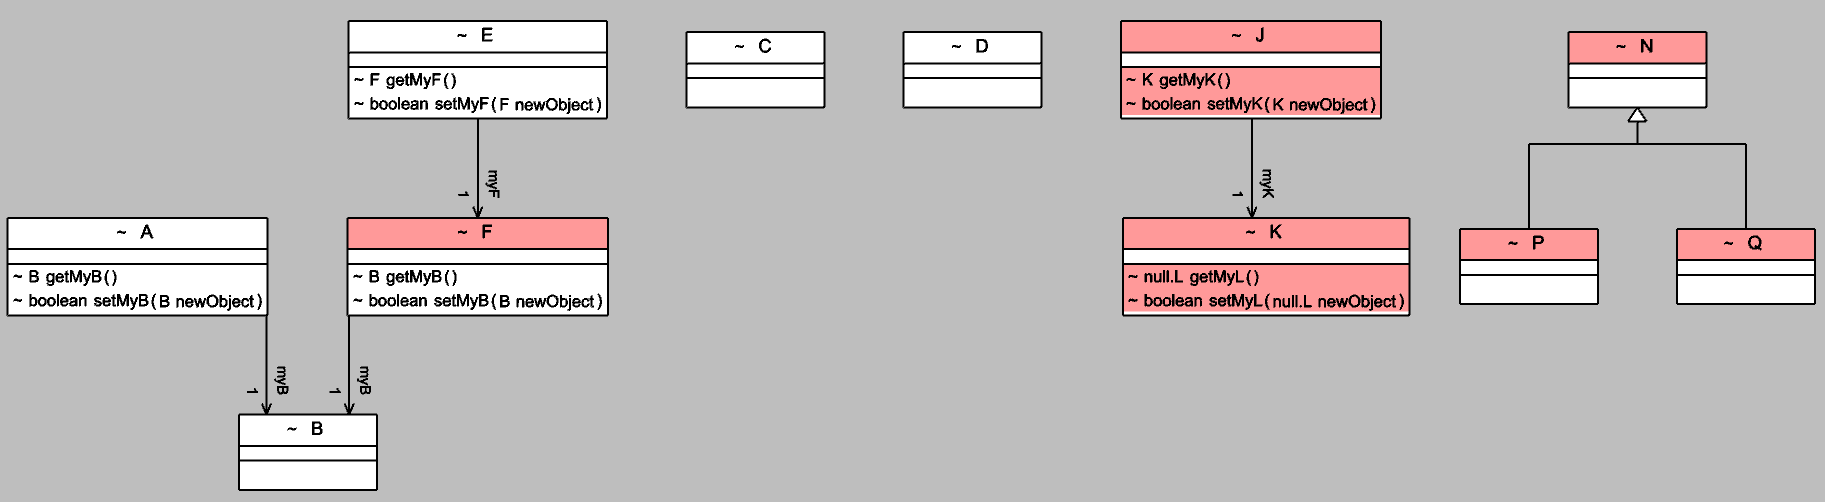 ~ E
~ F getMyF()
~ boolean setMyF(F newObject)
~ C
~ D
~ J
~ K getMyK()
~ boolean setMyK(K newObject)
~ N
myF
1
myK
1
~ A
~ B getMyB()
~ boolean setMyB(B newObject)
~ F
~ B getMyB()
~ boolean setMyB(B newObject)
~ K
~ null.L getMyL()
~ boolean setMyL(null.L newObject)
~ P
~ Q
myB
1
myB
1
~ B